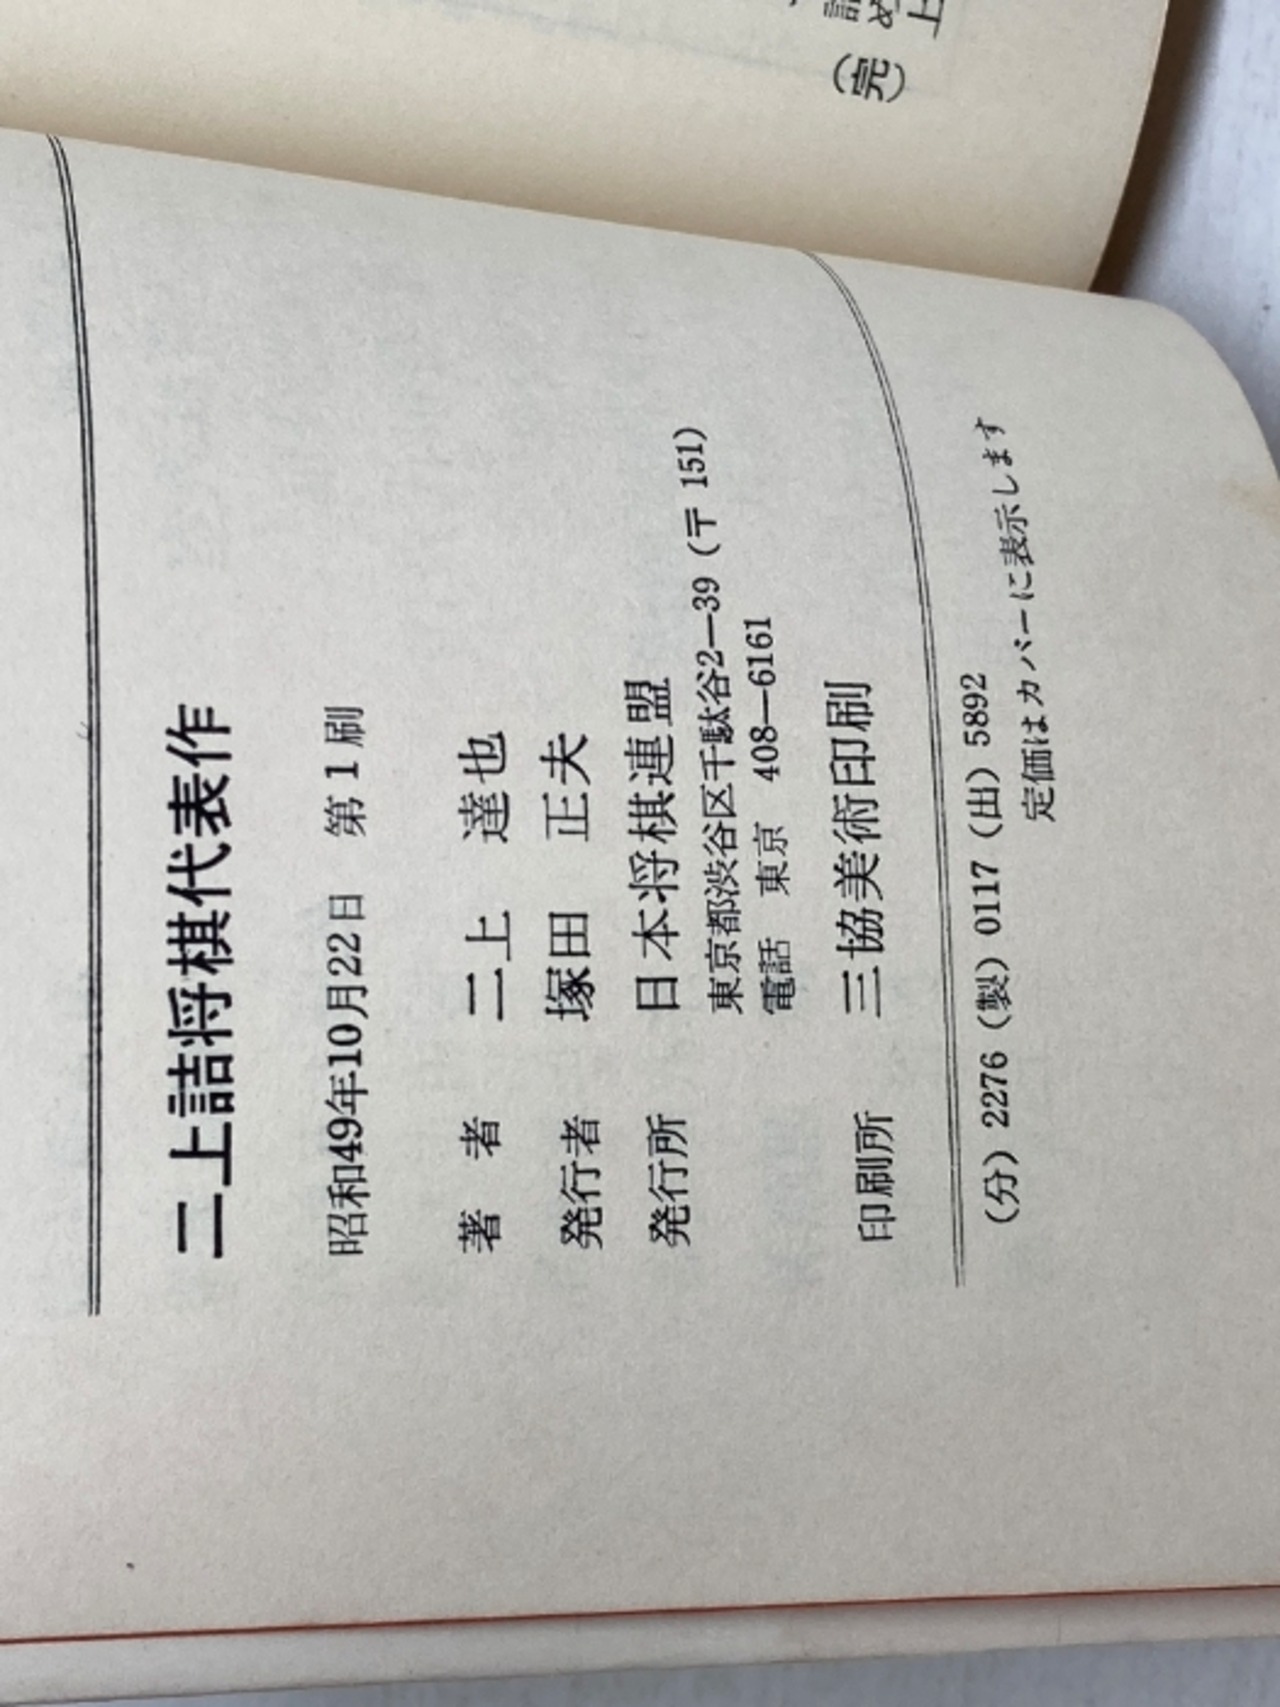 二上詰将棋代表作
昭和49年10月22日 第1刷
著 者 二上 達也
発行者 塚田 正夫
発行所 日本将棋連盟
東京都渋谷区千駄谷2—39(〒151)
電話 東京 408—6161
印刷所 三協美術印刷
(分)2276(製)0117(出)5892
定価はカバーに表示します
(完)